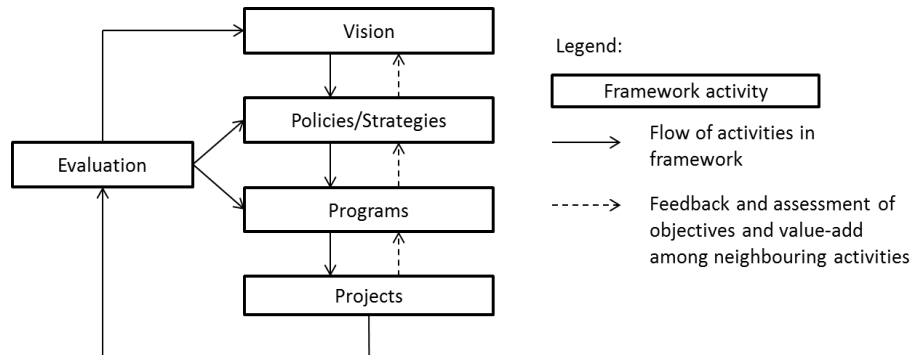 Vision
Policies/Strategies
Evaluation
Programs
Projects
Legend:
Framework activity
Flow of activities in
framework
Feedback and assessment of
objectives and value-add
among neighbouring activities